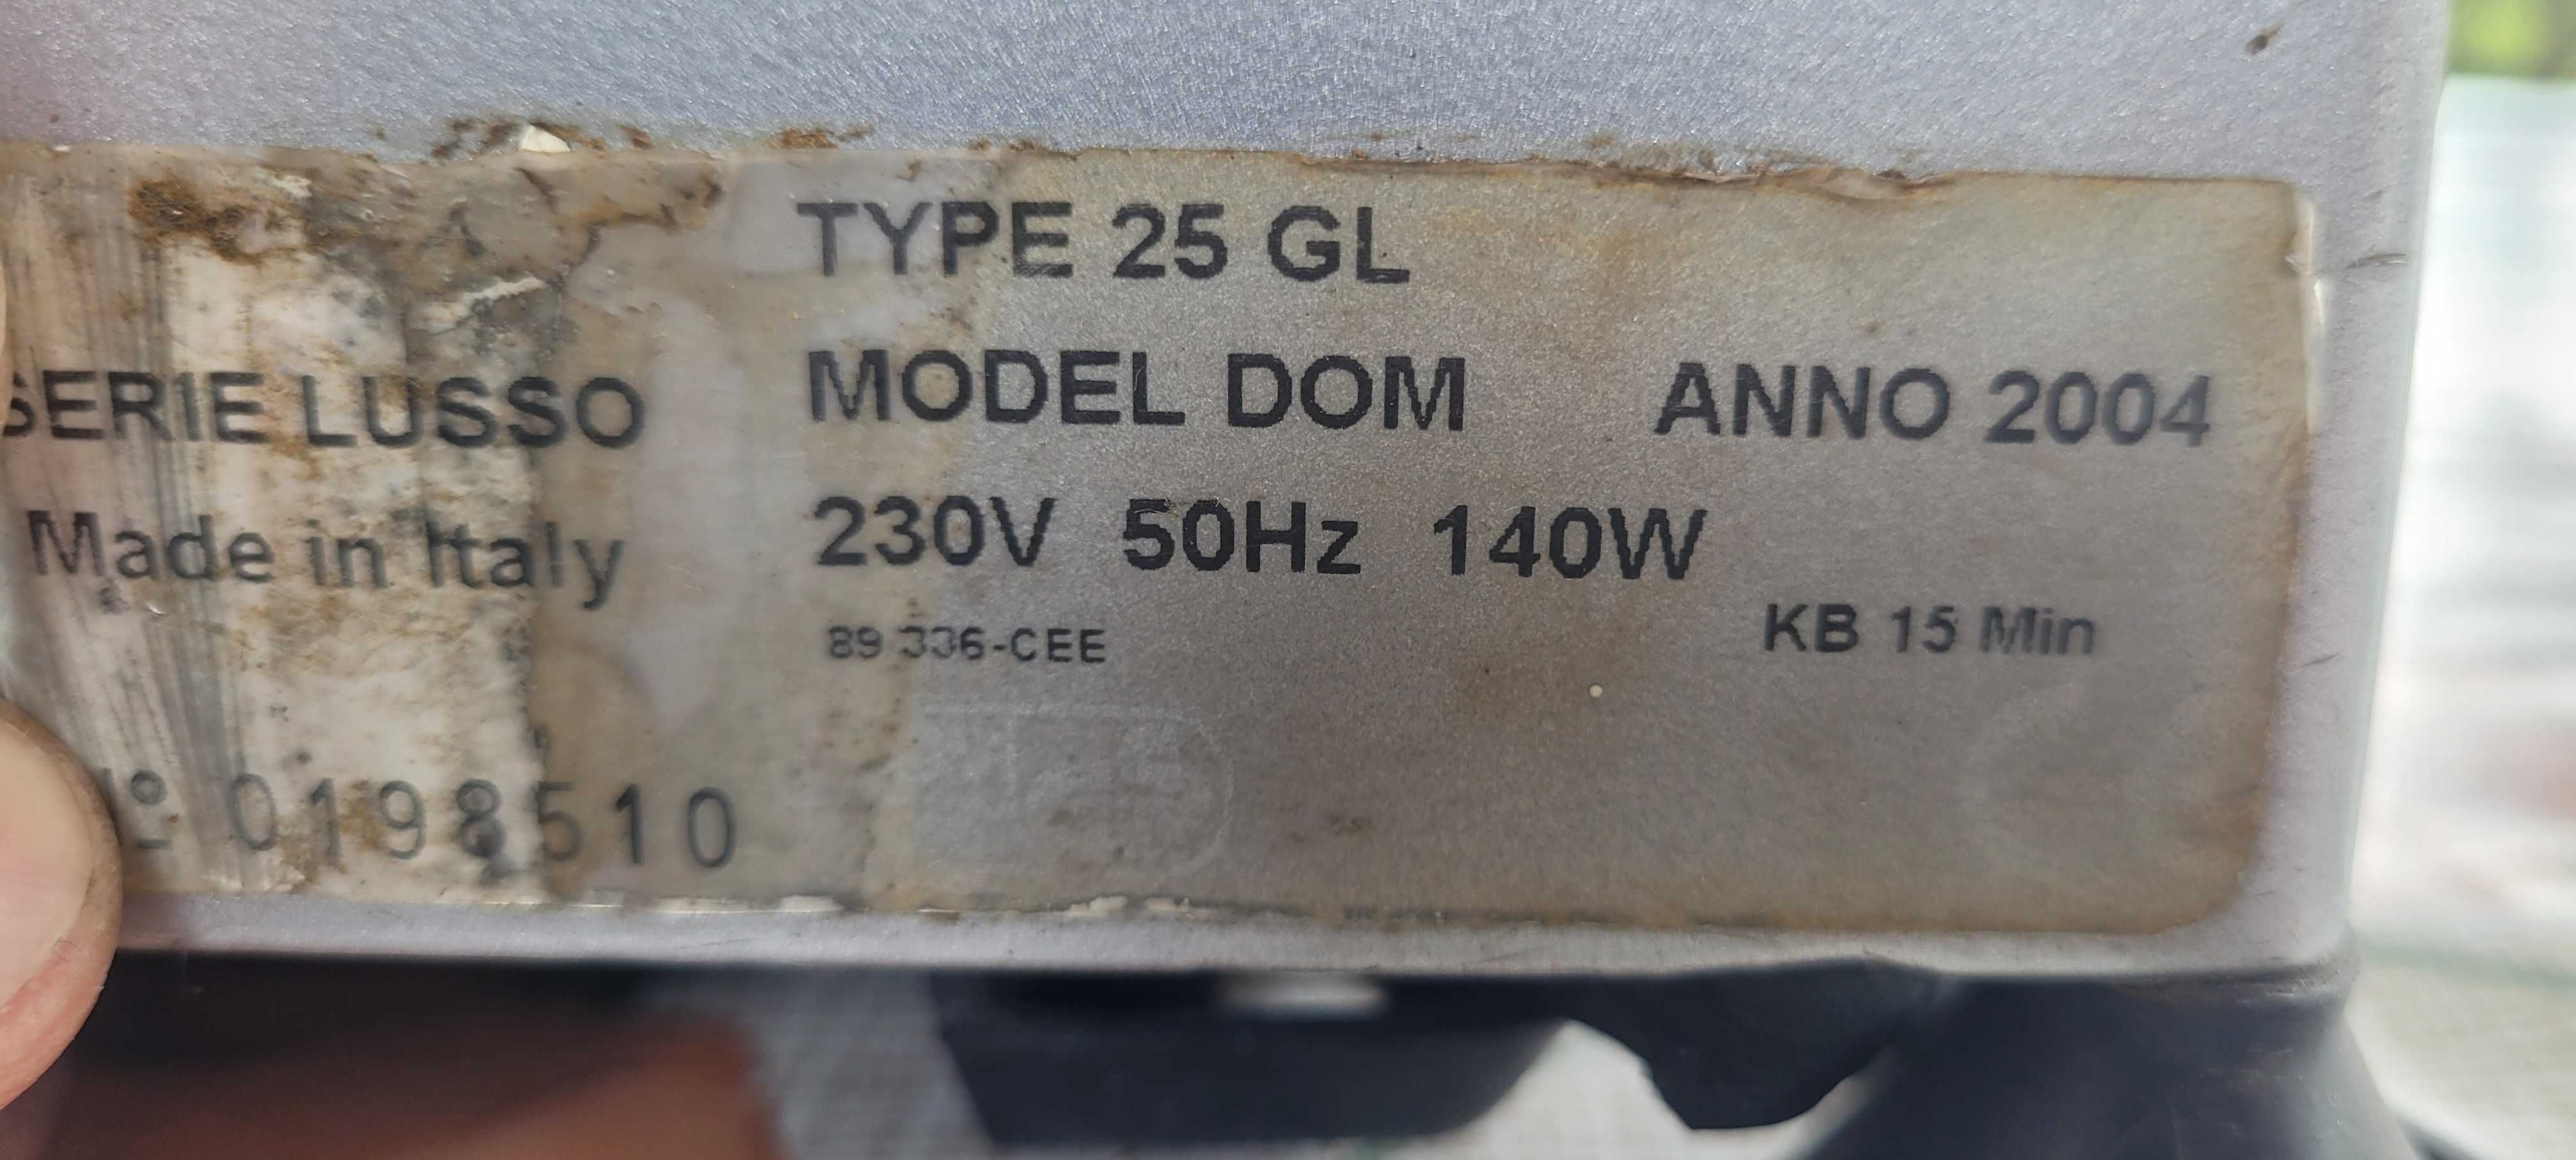 TYPE 25 GL
SERIE LUSSO
MODEL DOM ANNO 2004
Made in Italy
230V 50Hz 140W
89 336-CEE
KB 15 Min
0198510